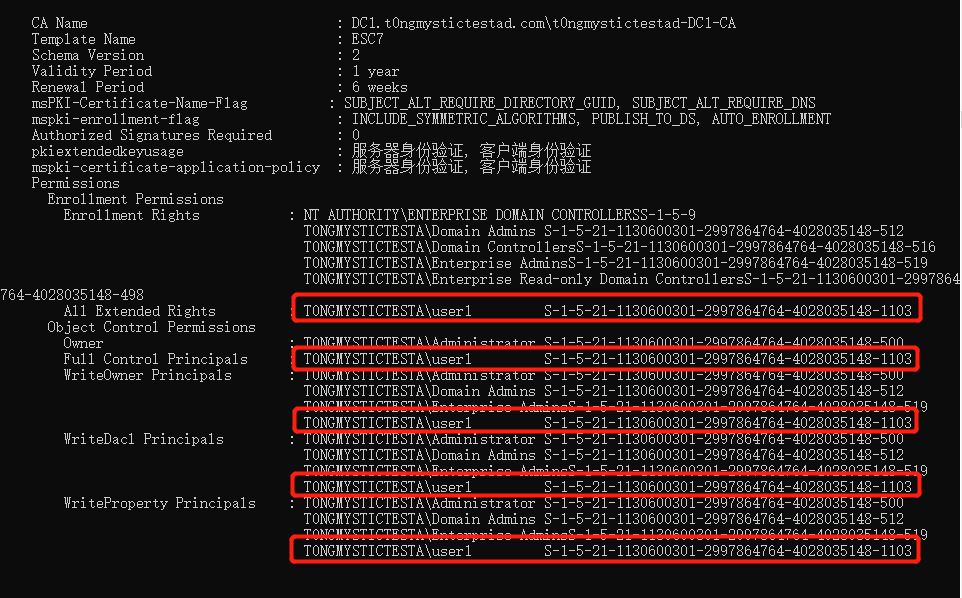 CA Name : DC1.t0ngmystictestad.com\t0ngmystictestad-DC1-CA
Template Name : ESC7
Schema Version : 2
Validity Period : 1 year
Renewal Period : 6 weeks
msPKI-Certificate-Name-Flag : SUBJECT_ALT_REQUIRE_DIRECTORY_GUID, SUBJECT_ALT_REQUIRE_DNS
mspki-enrollment-flag : INCLUDE_SYMMETRIC_ALGORITHMS, PUBLISH_TO_DS, AUTO_ENROLLMENT
Authorized Signatures Required : 0
pkiextendedkeyusage : 服务器身份验证, 客户端身份验证
mspki-certificate-application-policy : 服务器身份验证, 客户端身份验证
Permissions
Enrollment Permissions
Enrollment Rights : NT AUTHORITY\ENTERPRISE DOMAIN CONTROLLERSS-1-5-9
TONGMYSTICTESTA\Domain Admins S-1-5-21-1130600301-2997864764-4028035148-512
TONGMYSTICTESTA\Domain ControllersS-1-5-21-1130600301-2997864764-4028035148-516
TONGMYSTICTESTA\Enterprise AdminsS-1-5-21-1130600301-2997864764-4028035148-519
TONGMYSTICTESTA\Enterprise Read-only Domain ControllersS-1-5-21-1130600301-2997864
764-4028035148-498
All Extended Rights : TONGMYSTICTESTA\user1 S-1-5-21-1130600301-2997864764-4028035148-1103
Object Control Permissions
Owner : TONGMYSTICTESTA\Administrator S-1-5-21-1130600301-2997864764-4028035148-500
Full Control Principals : TONGMYSTICTESTA\user1 S-1-5-21-1130600301-2997864764-4028035148-1103
WriteOwner Principals : TONGMYSTICTESTA\Administrator S-1-5-21-1130600301-2997864764-4028035148-500
TONGMYSTICTESTA\Domain Admins S-1-5-21-1130600301-2997864764-4028035148-512
TONGMYSTICTESTA\Enterprise AdminsS-1-5-21-1130600301-2997864764-4028035148-519
TONGMYSTICTESTA\user1 S-1-5-21-1130600301-2997864764-4028035148-1103
WriteDacl Principals : TONGMYSTICTESTA\Administrator S-1-5-21-1130600301-2997864764-4028035148-500
TONGMYSTICTESTA\Domain Admins S-1-5-21-1130600301-2997864764-4028035148-512
TONGMYSTICTESTA\Enterprise AdminsS-1-5-21-1130600301-2997864764-4028035148-519
TONGMYSTICTESTA\user1 S-1-5-21-1130600301-2997864764-4028035148-1103
WriteProperty Principals : TONGMYSTICTESTA\Administrator S-1-5-21-1130600301-2997864764-4028035148-500
TONGMYSTICTESTA\Domain Admins S-1-5-21-1130600301-2997864764-4028035148-512
TONGMYSTICTESTA\Enterprise AdminsS-1-5-21-1130600301-2997864764-4028035148-519
TONGMYSTICTESTA\user1 S-1-5-21-1130600301-2997864764-4028035148-1103